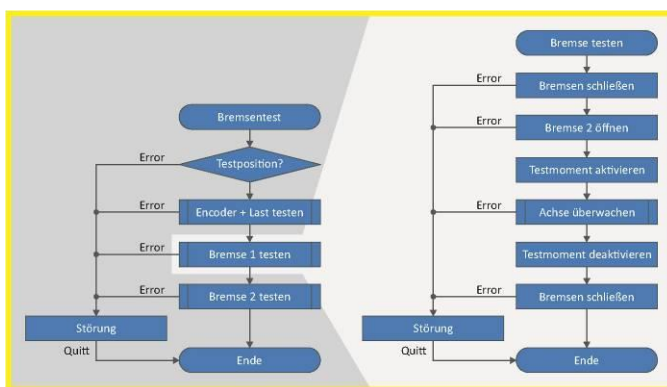 Bremsentest
Error
Testposition?
Error
Encoder + Last testen
Error
Bremse 1 testen
Error
Bremse 2 testen
Störung
Quitt
Ende
Bremse testen
Error
Bremsen schließen
Error
Bremse 2 öffnen
Testmoment aktivieren
Error
Achse überwachen
Testmoment deaktivieren
Error
Bremsen schließen
Störung
Quitt
Ende